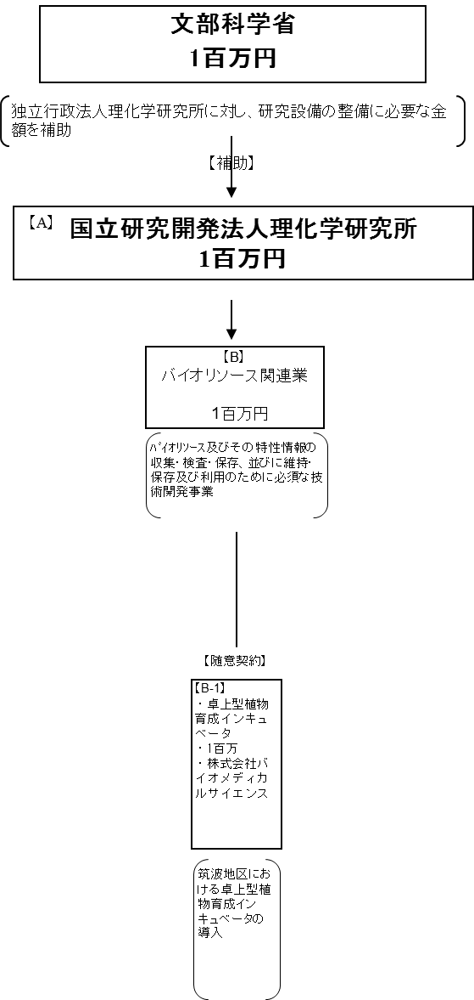 文部科学省
1百万円
独立行政法人理化学研究所に対し、研究設備の整備に必要な金
額を補助
【補助】
【A】 国立研究開発法人理化学研究所
1百万円
【B】
バイオリソース関連業
1百万円
ﾊﾞｲｵﾘｿｰｽ及びその特性情報の
収集・検査・保存、並びに維持・
保存及び利用のために必須な技
術開発事業
【随意契約】
【B-1】
・卓上型植物
育成インキュ
ベータ
・1百万
・株式会社バ
イオメディカ
ルサイエンス
筑波地区にお
ける卓上型植
物育成イン
キュベータの
導入